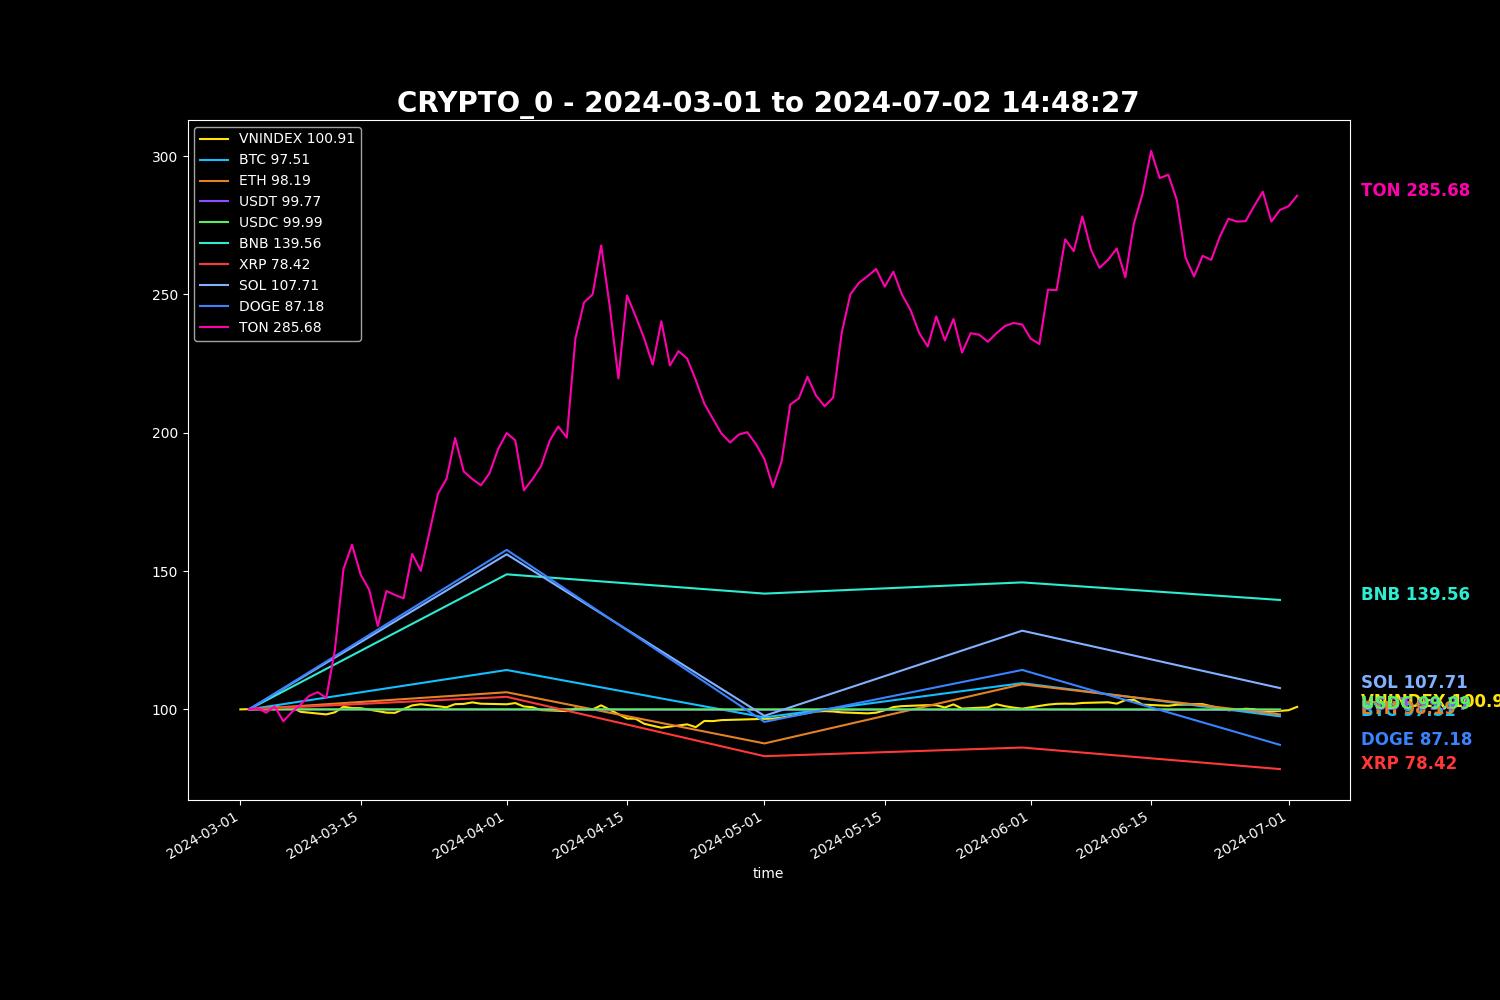 CRYPTO_0 - 2024-03-01 to 2024-07-02 14:48:27
VNINDEX 100.91
BTC 97.51
ETH 98.19
USDT 99.77
USDC 99.99
BNB 139.56
XRP 78.42
SOL 107.71
DOGE 87.18
TON 285.68
300
250
200
150
100
TON 285.68
BNB 139.56
SOL 107.71
DOGE 87.18
XRP 78.42
2024-03-01
2024-03-15
2024-04-01
2024-04-15
2024-05-01
2024-05-15
2024-06-01
2024-06-15
2024-07-01
time